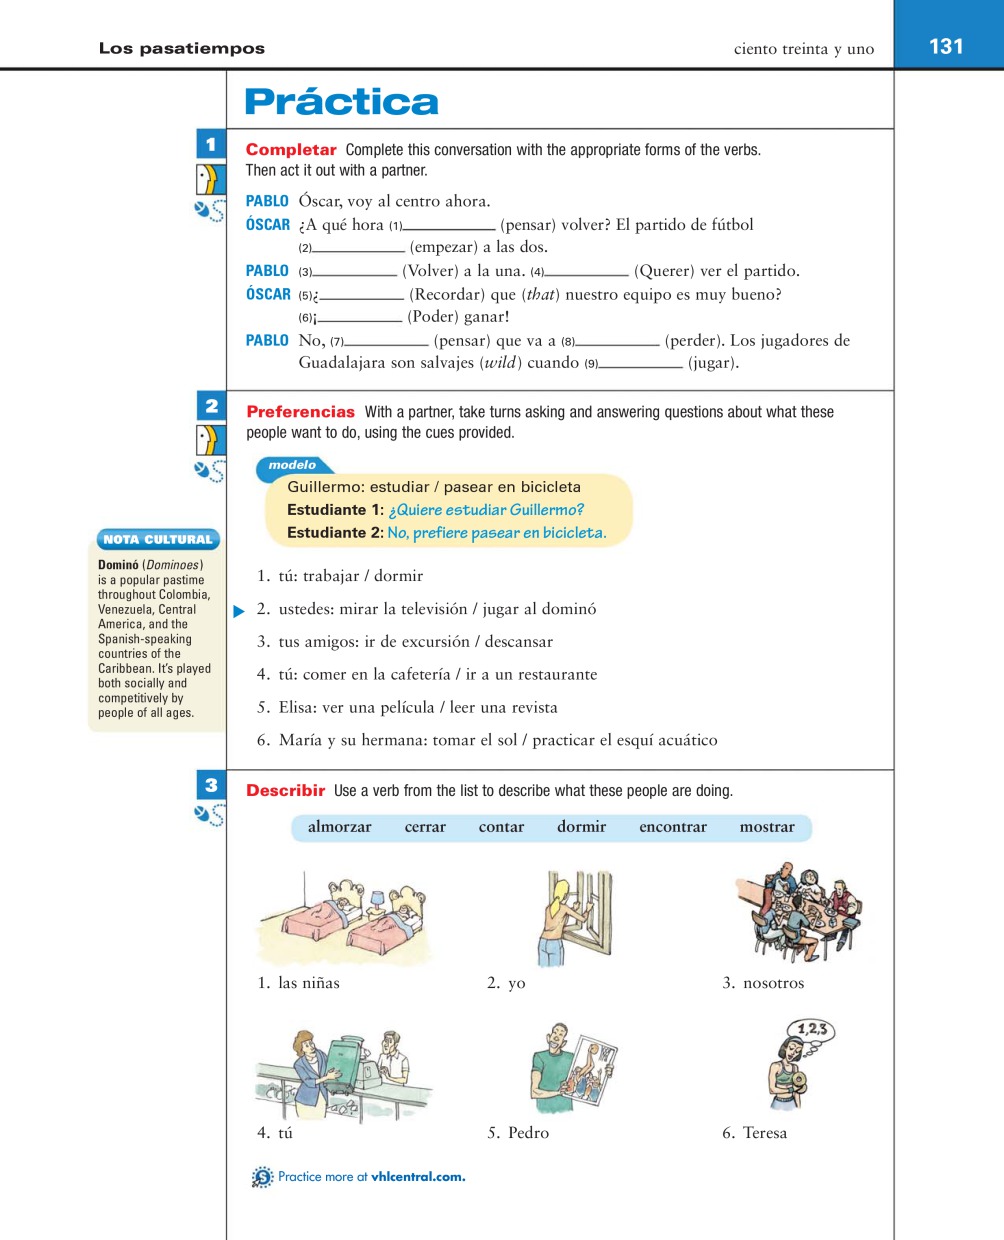 Los pasatiempos
ciento treinta y uno
131
Práctica
1
Completar Complete this conversation with the appropriate forms of the verbs.
Then act it out with a partner.
PABLO Óscar, voy al centro ahora.
ÓSCAR ¿A qué hora (1)__________ (pensar) volver? El partido de fútbol
(2)__________ (empezar) a las dos.
PABLO (3)__________ (Volver) a la una. (4)__________ (Querer) ver el partido.
ÓSCAR (5)¿__________ (Recordar) que (that) nuestro equipo es muy bueno?
(6)¡__________ (Poder) ganar!
PABLO No, (7)__________ (pensar) que va a (8)__________ (perder). Los jugadores de
Guadalajara son salvajes (wild) cuando (9)__________ (jugar).
2
Preferencias With a partner, take turns asking and answering questions about what these
people want to do, using the cues provided.
modelo
Guillermo: estudiar / pasear en bicicleta
Estudiante 1: ¿Quiere estudiar Guillermo?
Estudiante 2: No, prefiere pasear en bicicleta.
NOTA CULTURAL
Dominó (Dominoes)
is a popular pastime
throughout Colombia,
Venezuela, Central
America, and the
Spanish-speaking
countries of the
Caribbean. It's played
both socially and
competitively by
people of all ages.
1. tú: trabajar / dormir
2. ustedes: mirar la televisión / jugar al dominó
3. tus amigos: ir de excursión / descansar
4. tú: comer en la cafetería / ir a un restaurante
5. Elisa: ver una película / leer una revista
6. María y su hermana: tomar el sol / practicar el esquí acuático
3
Describir Use a verb from the list to describe what these people are doing.
almorzar cerrar contar dormir encontrar mostrar
1. las niñas
2. yo
3. nosotros
1,2,3
4. tú
5. Pedro
6. Teresa
Practice more at vhlcentral.com.